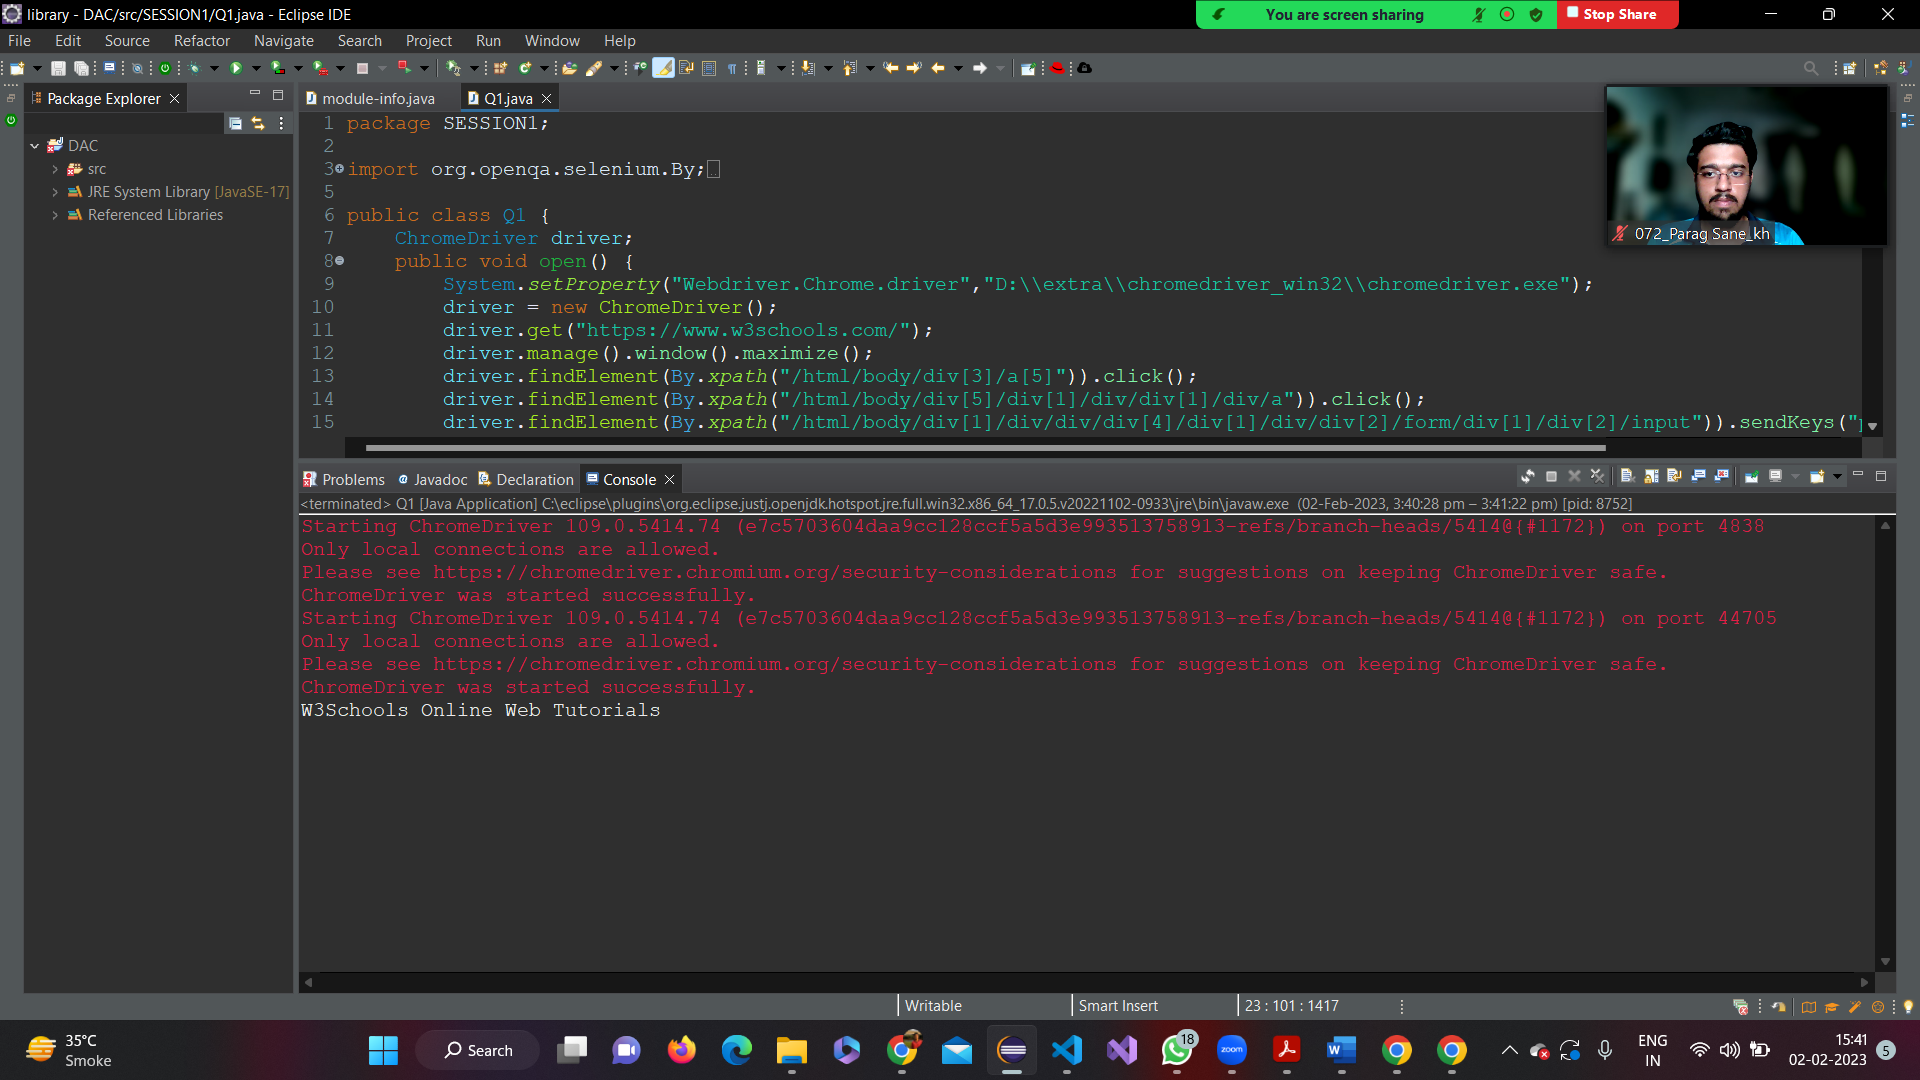 library - DAC/src/SESSION1/Q1.java - Eclipse IDE
You are screen sharing
Stop Share
File Edit Source Refactor Navigate Search Project Run Window Help
Package Explorer
module-info.java
Q1.java
DAC
src
JRE System Library [JavaSE-17]
Referenced Libraries
1 package SESSION1;
2
3 import org.openqa.selenium.By;
5
6 public class Q1 {
7 ChromeDriver driver;
8 public void open() {
9 System.setProperty("Webdriver.Chrome.driver","D:\\extra\\chromedriver_win32\\chromedriver.exe");
10 driver = new ChromeDriver();
11 driver.get("https://www.w3schools.com/");
12 driver.manage().window().maximize();
13 driver.findElement(By.xpath("/html/body/div[3]/a[5]")).click();
14 driver.findElement(By.xpath("/html/body/div[5]/div[1]/div/div[1]/div/a")).click();
15 driver.findElement(By.xpath("/html/body/div[1]/div/div/div[4]/div[1]/div/div[2]/form/div[1]/div[2]/input")).sendKeys("
072_Parag Sane_kh
Problems Javadoc Declaration Console
<terminated> Q1 [Java Application] C:\eclipse\plugins\org.eclipse.justj.openjdk.hotspot.jre.full.win32.x86_64_17.0.5.v20221102-0933\jre\bin\javaw.exe (02-Feb-2023, 3:40:28 pm – 3:41:22 pm) [pid: 8752]
Starting ChromeDriver 109.0.5414.74 (e7c5703604daa9cc128ccf5a5d3e993513758913-refs/branch-heads/5414@{#1172}) on port 4838
Only local connections are allowed.
Please see https://chromedriver.chromium.org/security-considerations for suggestions on keeping ChromeDriver safe.
ChromeDriver was started successfully.
Starting ChromeDriver 109.0.5414.74 (e7c5703604daa9cc128ccf5a5d3e993513758913-refs/branch-heads/5414@{#1172}) on port 44705
Only local connections are allowed.
Please see https://chromedriver.chromium.org/security-considerations for suggestions on keeping ChromeDriver safe.
ChromeDriver was started successfully.
W3Schools Online Web Tutorials
Writable
Smart Insert
23 : 101 : 1417
35°C
Smoke
Search
18
zoom
ENG
IN
15:41
02-02-2023
5